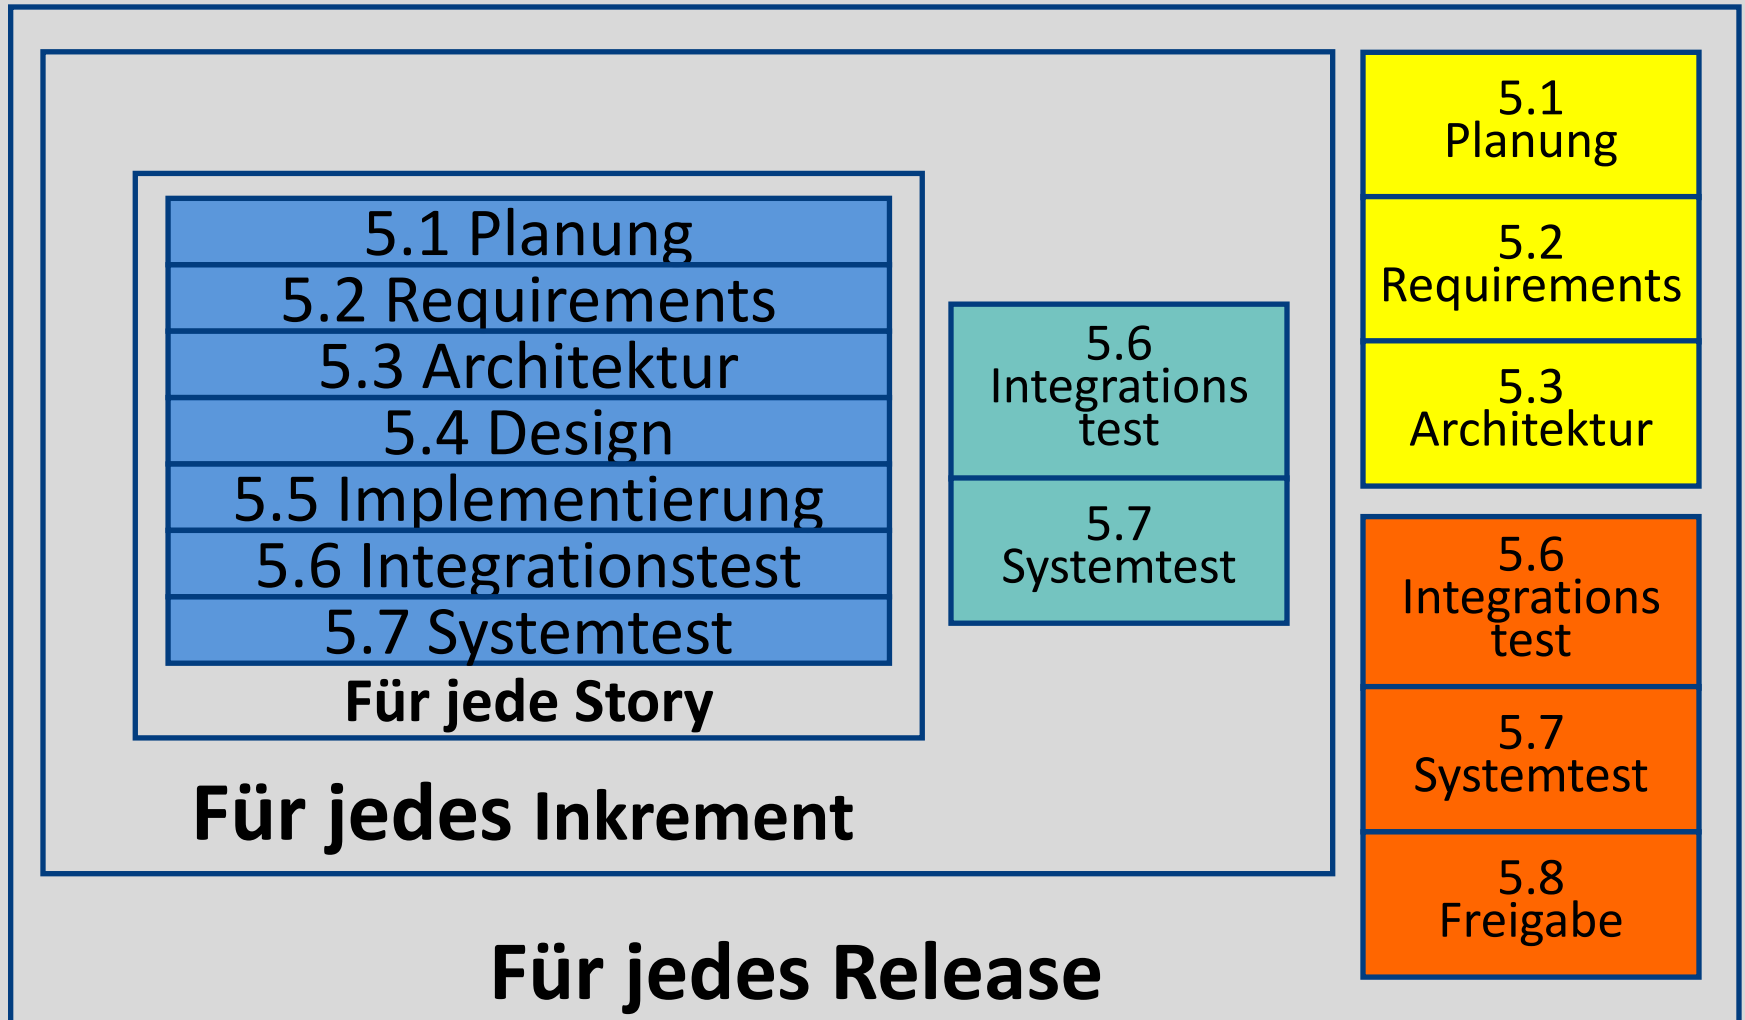 5.1 Planung
5.2 Requirements
5.3 Architektur
5.4 Design
5.5 Implementierung
5.6 Integrationstest
5.7 Systemtest
Für jede Story
5.6
Integrations
test
5.7
Systemtest
Für jedes Inkrement
5.1
Planung
5.2
Requirements
5.3
Architektur
5.6
Integrations
test
5.7
Systemtest
5.8
Freigabe
Für jedes Release